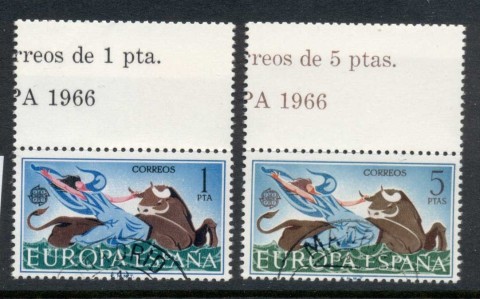 rreos de 1 pta.
PA 1966
CORREOS
1
PTA
EUROPA ESPAÑA
rreos de 5 ptas.
PA 1966
CORREOS
5
PTAS
EUROPA ESPAÑA